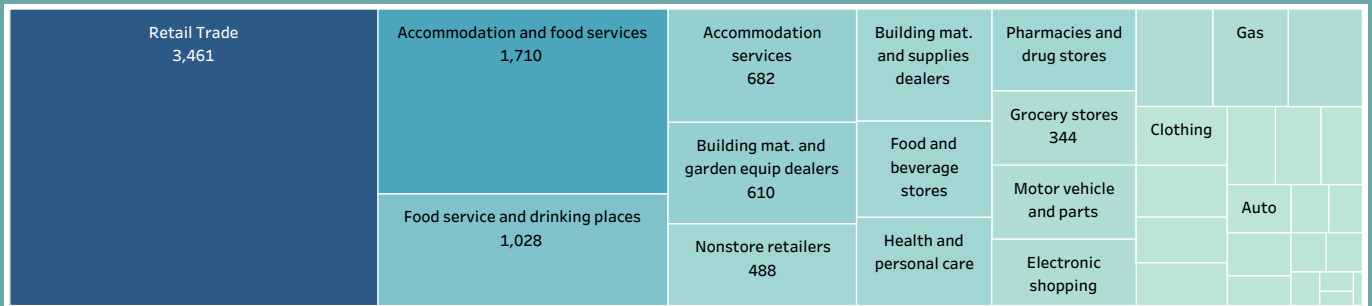 Retail Trade
3,461
Accommodation and food services
1,710
Food service and drinking places
1,028
Accommodation
services
682
Building mat. and
garden equip dealers
610
Nonstore retailers
488
Building mat.
and supplies
dealers
Food and
beverage
stores
Health and
personal care
Pharmacies and
drug stores
Grocery stores
344
Motor vehicle
and parts
Electronic
shopping
Gas
Clothing
Auto